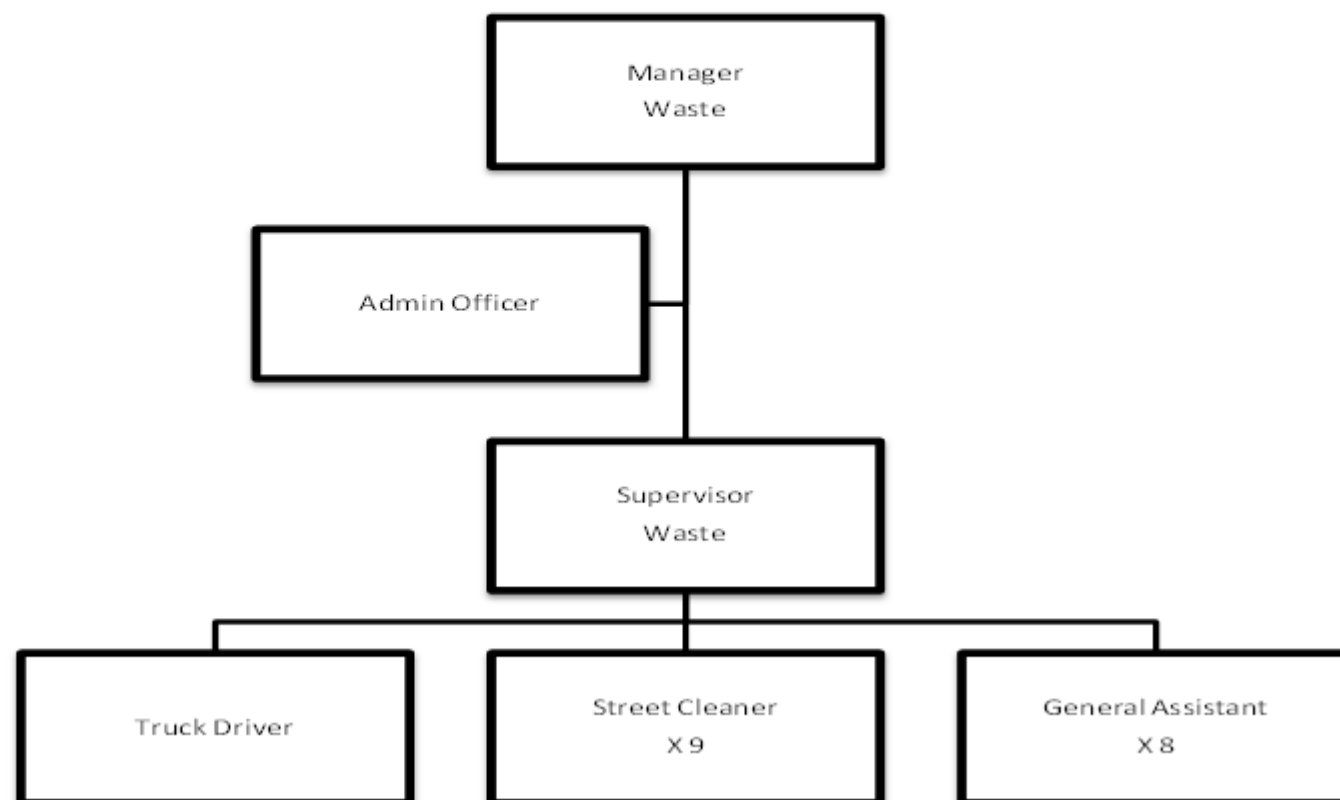 Manager
Waste
Admin Officer
Supervisor
Waste
Truck Driver
Street Cleaner
X 9
General Assistant
X 8